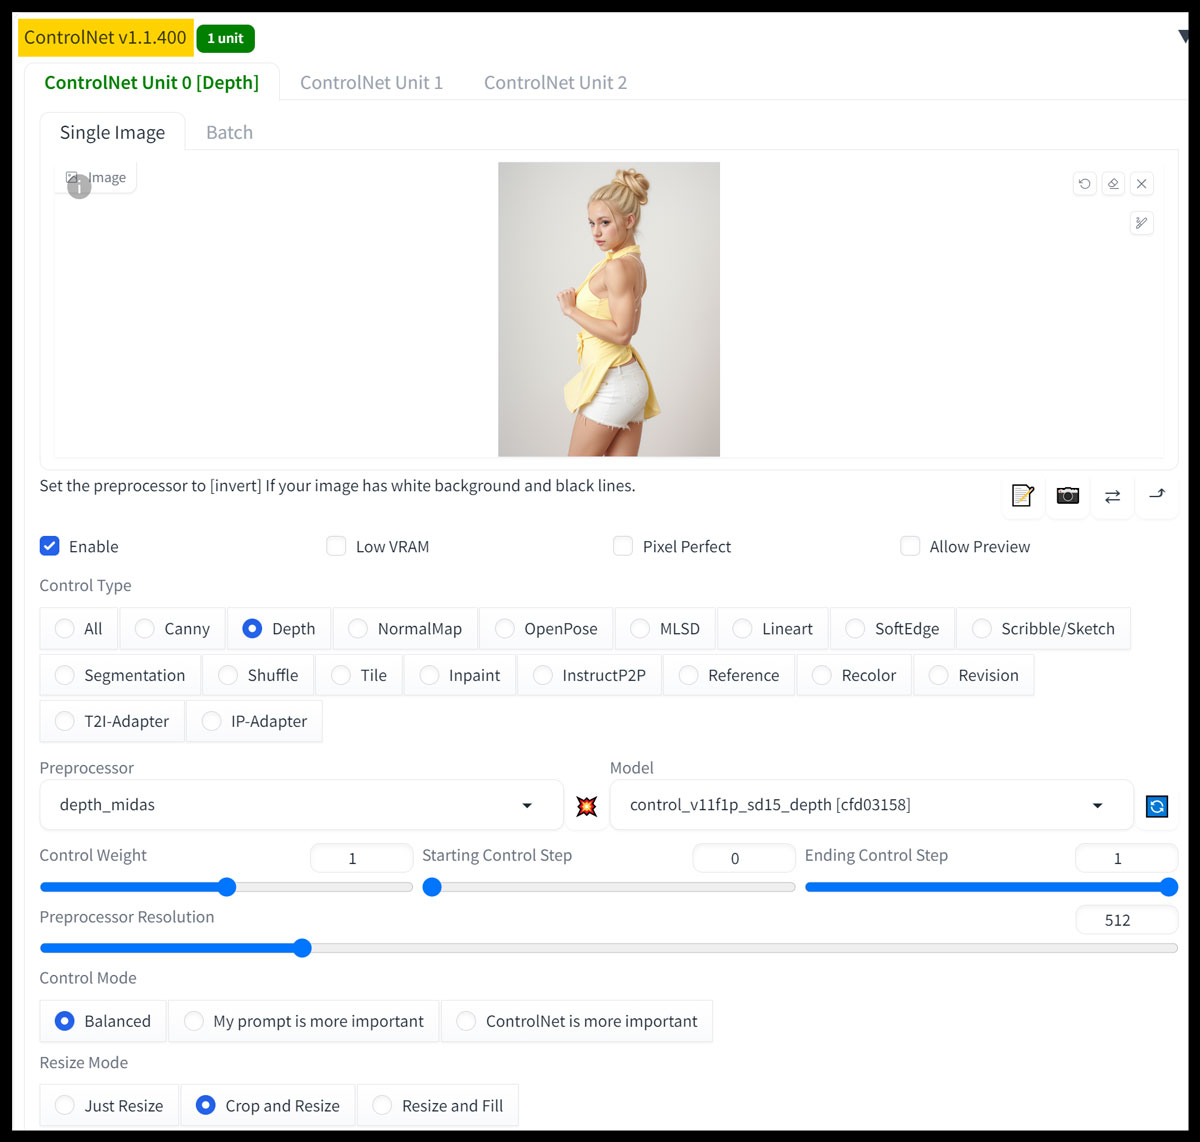 ControlNet v1.1.400 1 unit
ControlNet Unit 0 [Depth] ControlNet Unit 1 ControlNet Unit 2
Single Image Batch
Image
Set the preprocessor to [invert] If your image has white background and black lines.
Enable Low VRAM Pixel Perfect Allow Preview
Control Type
All Canny Depth NormalMap OpenPose MLSD Lineart SoftEdge Scribble/Sketch
Segmentation Shuffle Tile Inpaint InstructP2P Reference Recolor Revision
T2I-Adapter IP-Adapter
Preprocessor Model
depth_midas control_v11f1p_sd15_depth [cfd03158]
Control Weight 1 Starting Control Step 0 Ending Control Step 1
Preprocessor Resolution 512
Control Mode
Balanced My prompt is more important ControlNet is more important
Resize Mode
Just Resize Crop and Resize Resize and Fill